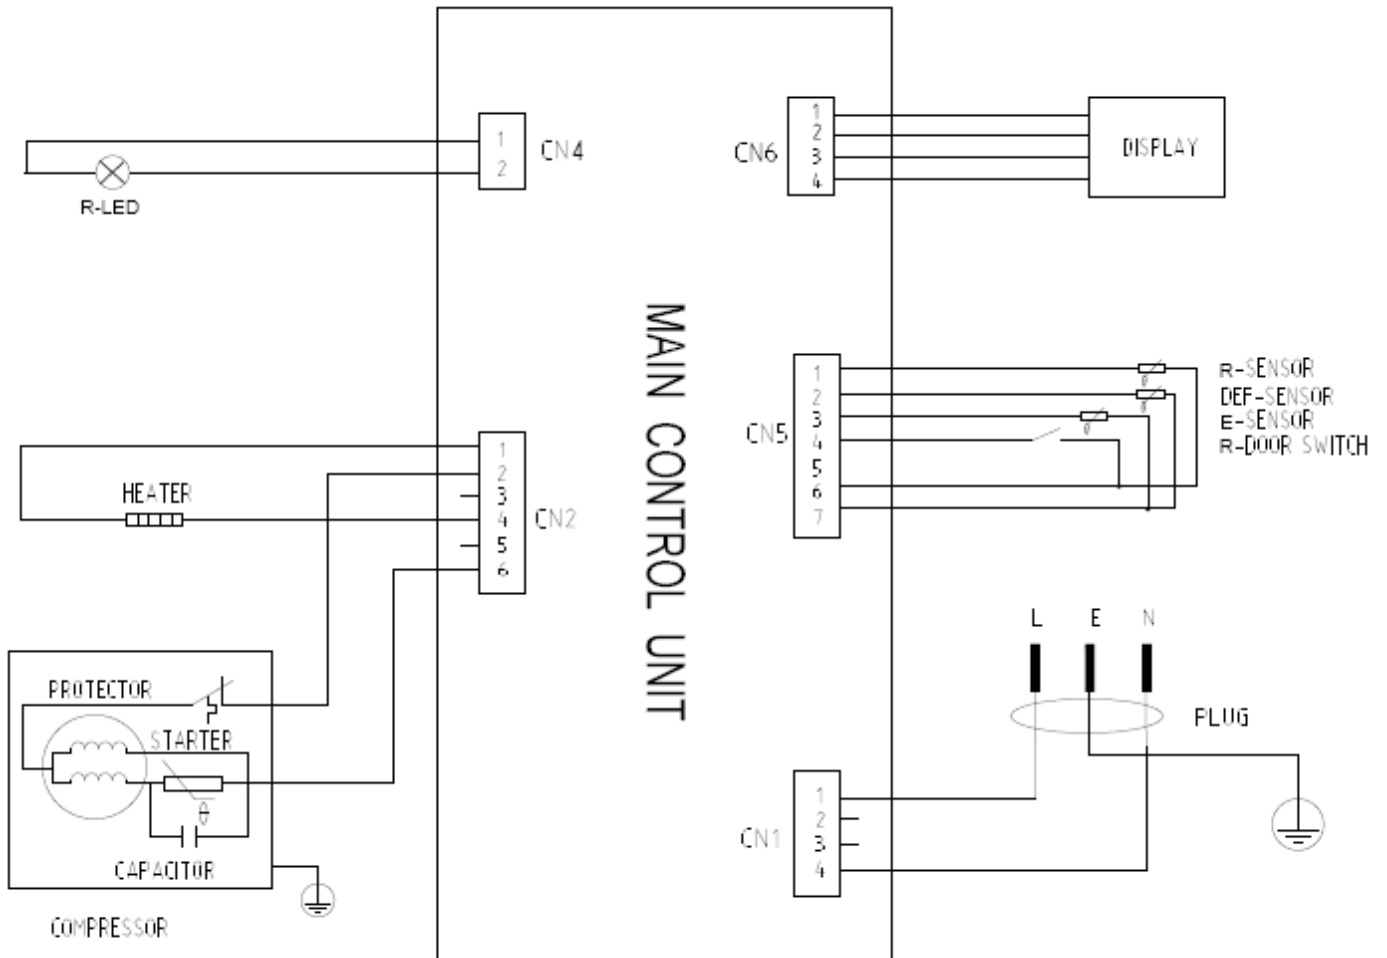 1
2
CN4
R-LED
CN6
1
2
3
4
DISPLAY
MAIN CONTROL UNIT
CN5
1
2
3
4
5
6
7
R-SENSOR
DEF-SENSOR
E-SENSOR
R-DOOR SWITCH
θ
θ
θ
HEATER
1
2
3
4
5
6
CN2
L E N
PLUG
PROTECTOR
STARTER
θ
CAPACITOR
COMPRESSOR
CN1
1
2
3
4